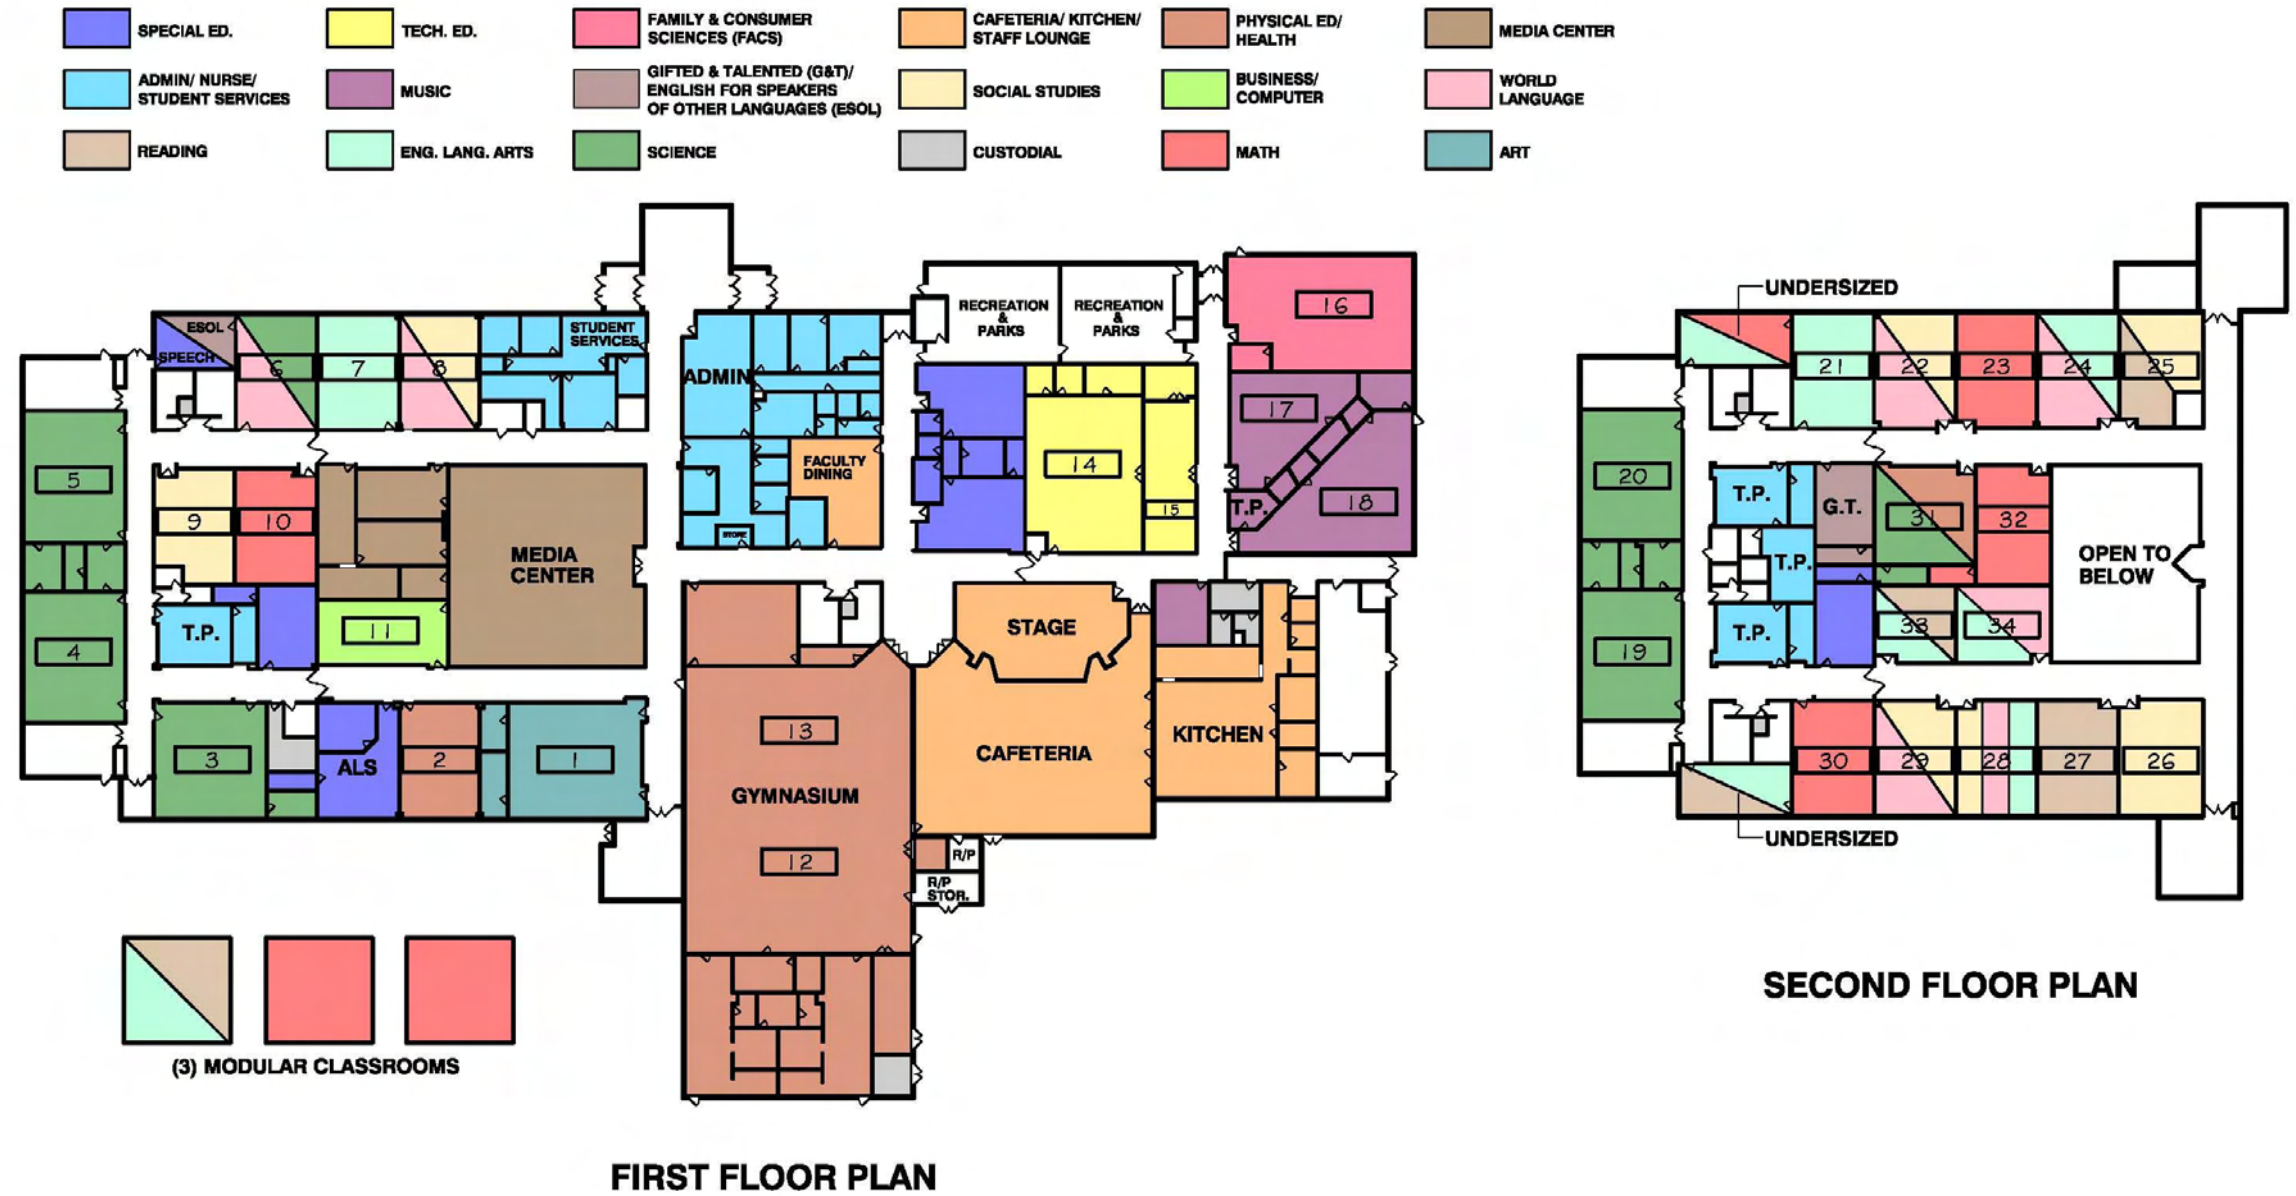 SPECIAL ED.
TECH. ED.
FAMILY & CONSUMER
SCIENCES (FACS)
CAFETERIA/ KITCHEN/
STAFF LOUNGE
PHYSICAL ED/
HEALTH
MEDIA CENTER
ADMIN/ NURSE/
STUDENT SERVICES
MUSIC
GIFTED & TALENTED (G&T)/
ENGLISH FOR SPEAKERS
OF OTHER LANGUAGES (ESOL)
SOCIAL STUDIES
BUSINESS/
COMPUTER
WORLD
LANGUAGE
READING
ENG. LANG. ARTS
SCIENCE
CUSTODIAL
MATH
ART
ESOL
SPEECH
6
7
8
STUDENT
SERVICES
5
9
10
MEDIA
CENTER
T.P.
11
4
3
ALS
2
1
ADMIN
FACULTY
DINING
STORE
RECREATION
&
PARKS
RECREATION
&
PARKS
14
15
16
17
18
T.P.
STAGE
CAFETERIA
KITCHEN
13
GYMNASIUM
12
R/P
R/P
STOR.
(3) MODULAR CLASSROOMS
FIRST FLOOR PLAN
UNDERSIZED
21
22
23
24
25
20
T.P.
G.T.
31
32
T.P.
OPEN TO
BELOW
T.P.
33
34
19
30
29
28
27
26
UNDERSIZED
SECOND FLOOR PLAN